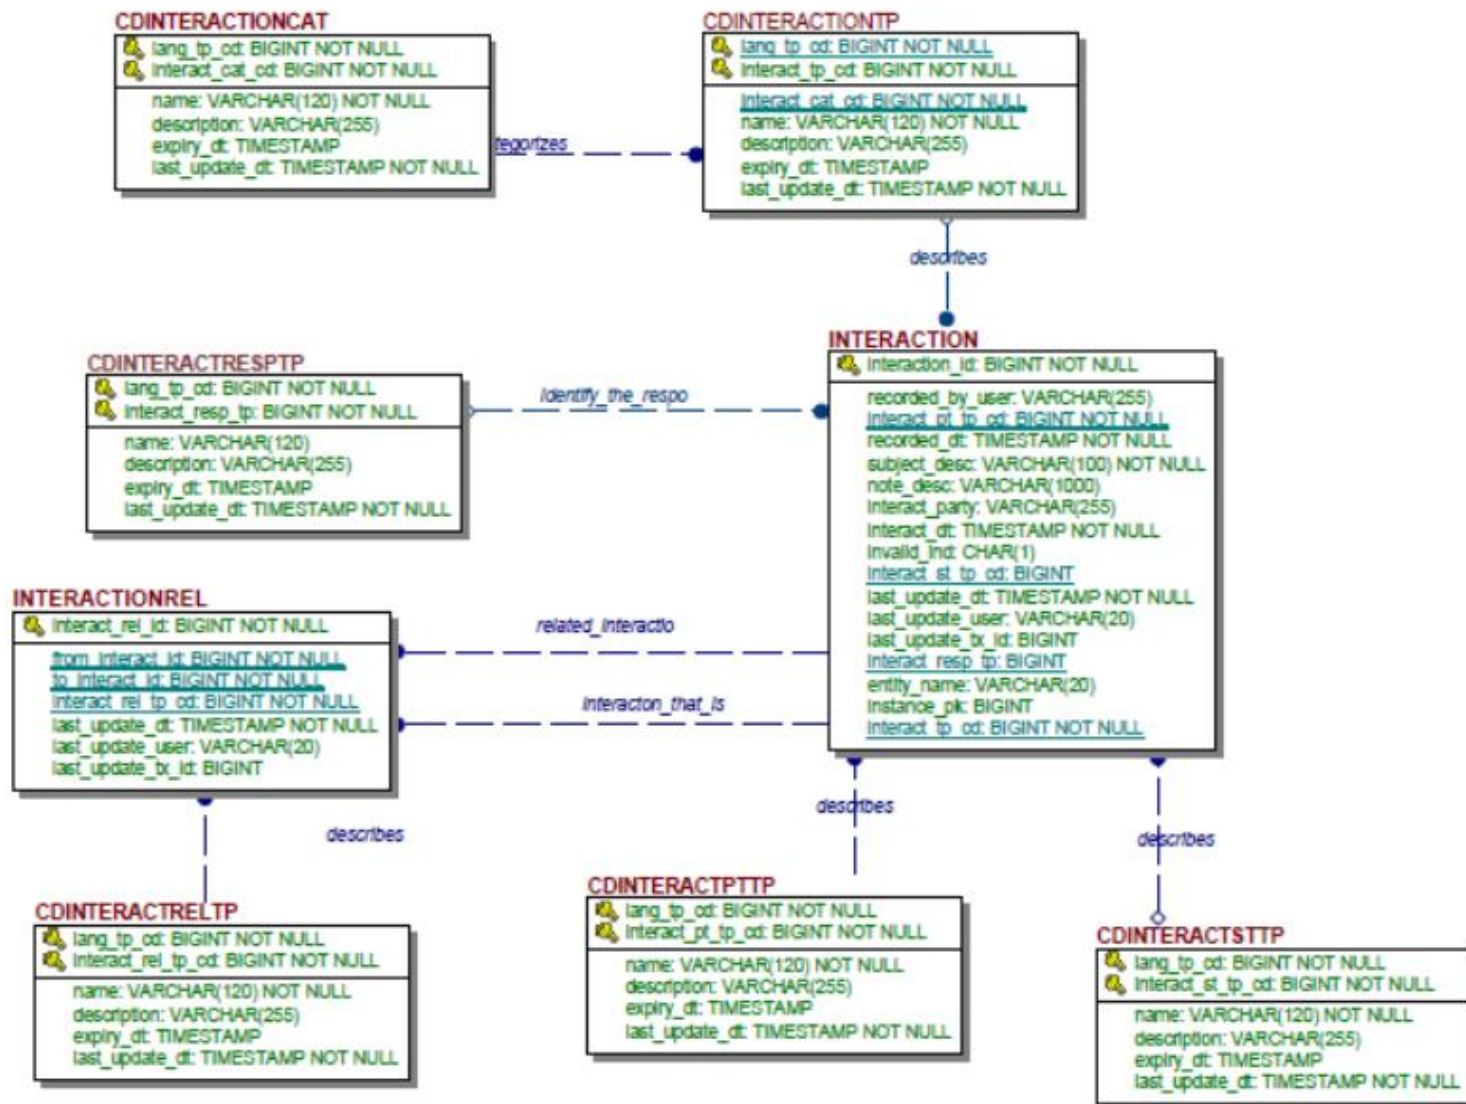 CDINTERACTIONCAT
lang_tp_cd: BIGINT NOT NULL
interact_cat_cd: BIGINT NOT NULL
name: VARCHAR(120) NOT NULL
description: VARCHAR(255)
expiry_dt: TIMESTAMP
last_update_dt: TIMESTAMP NOT NULL
tegorizes
CDINTERACTIONTP
lang_tp_cd: BIGINT NOT NULL
interact_tp_cd: BIGINT NOT NULL
interact_cat_cd: BIGINT NOT NULL
name: VARCHAR(120) NOT NULL
description: VARCHAR(255)
expiry_dt: TIMESTAMP
last_update_dt: TIMESTAMP NOT NULL
describes
CDINTERACTRESPTP
lang_tp_cd: BIGINT NOT NULL
interact_resp_tp: BIGINT NOT NULL
name: VARCHAR(120)
description: VARCHAR(255)
expiry_dt: TIMESTAMP
last_update_dt: TIMESTAMP NOT NULL
Identify_the_respo
INTERACTION
interaction_id: BIGINT NOT NULL
recorded_by_user: VARCHAR(255)
interact_pt_tp_cd: BIGINT NOT NULL
recorded_dt: TIMESTAMP NOT NULL
subject_desc: VARCHAR(100) NOT NULL
note_desc: VARCHAR(1000)
interact_party: VARCHAR(255)
interact_dt: TIMESTAMP NOT NULL
invalid_ind: CHAR(1)
interact_st_tp_cd: BIGINT
last_update_dt: TIMESTAMP NOT NULL
last_update_user: VARCHAR(20)
last_update_tx_id: BIGINT
interact_resp_tp: BIGINT
entity_name: VARCHAR(20)
instance_pk: BIGINT
interact_tp_cd: BIGINT NOT NULL
INTERACTIONREL
interact_rel_id: BIGINT NOT NULL
from_interact_id: BIGINT NOT NULL
to_interact_id: BIGINT NOT NULL
interact_rel_tp_cd: BIGINT NOT NULL
last_update_dt: TIMESTAMP NOT NULL
last_update_user: VARCHAR(20)
last_update_tx_id: BIGINT
related_interactio
interacton_that_is
describes
describes
describes
CDINTERACTRELTP
lang_tp_cd: BIGINT NOT NULL
interact_rel_tp_cd: BIGINT NOT NULL
name: VARCHAR(120) NOT NULL
description: VARCHAR(255)
expiry_dt: TIMESTAMP
last_update_dt: TIMESTAMP NOT NULL
CDINTERACTPTTP
lang_tp_cd: BIGINT NOT NULL
interact_pt_tp_cd: BIGINT NOT NULL
name: VARCHAR(120) NOT NULL
description: VARCHAR(255)
expiry_dt: TIMESTAMP
last_update_dt: TIMESTAMP NOT NULL
CDINTERACTSTTP
lang_tp_cd: BIGINT NOT NULL
interact_st_tp_cd: BIGINT NOT NULL
name: VARCHAR(120) NOT NULL
description: VARCHAR(255)
expiry_dt: TIMESTAMP
last_update_dt: TIMESTAMP NOT NULL